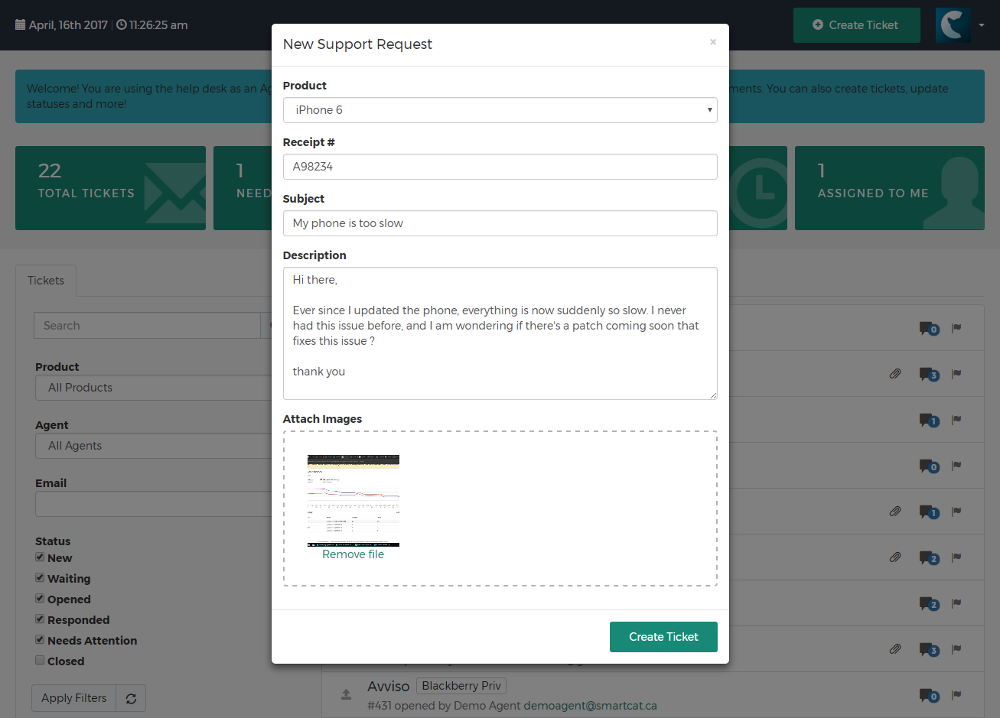 April, 16th 2017 11:26:25 am
Create Ticket
Welcome! You are using the help desk as an
ments. You can also create tickets, update
statuses and more!
22
TOTAL TICKETS
1
NEED
1
ASSIGNED TO ME
Tickets
Search
Product
All Products
Agent
All Agents
Email
Status
New
Waiting
Opened
Responded
Needs Attention
Closed
Apply Filters
New Support Request
×
Product
iPhone 6
Receipt #
A98234
Subject
My phone is too slow
Description
Hi there,
Ever since I updated the phone, everything is now suddenly so slow. I never
had this issue before, and I am wondering if there's a patch coming soon that
fixes this issue ?
thank you
Attach Images
Remove file
Create Ticket
0
3
1
0
1
2
2
3
Avviso Blackberry Priv
0
#431 opened by Demo Agent demoagent@smartcat.ca